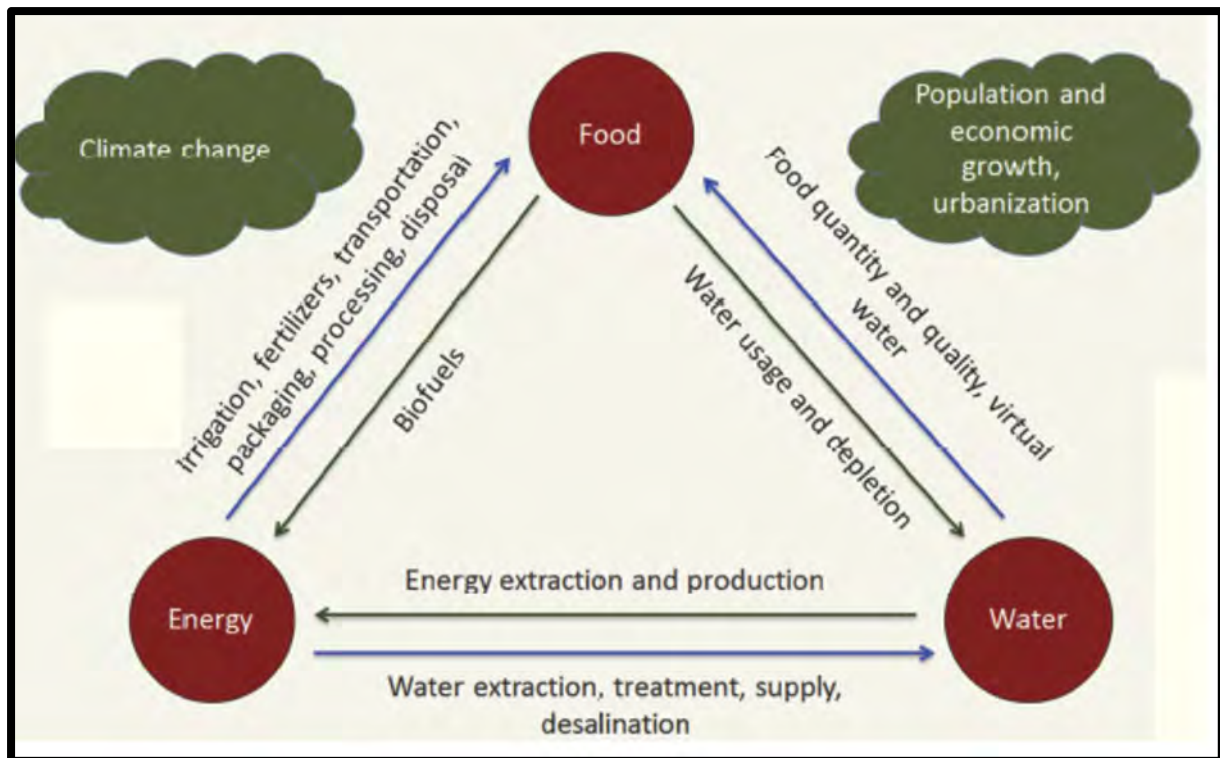 Climate change
Food
Population and
economic
growth,
urbanization
Irrigation, fertilizers, transportation,
packaging, processing, disposal
Biofuels
Water usage and depletion
Food quantity and quality, virtual
water
Energy
Energy extraction and production
Water
Water extraction, treatment, supply,
desalination